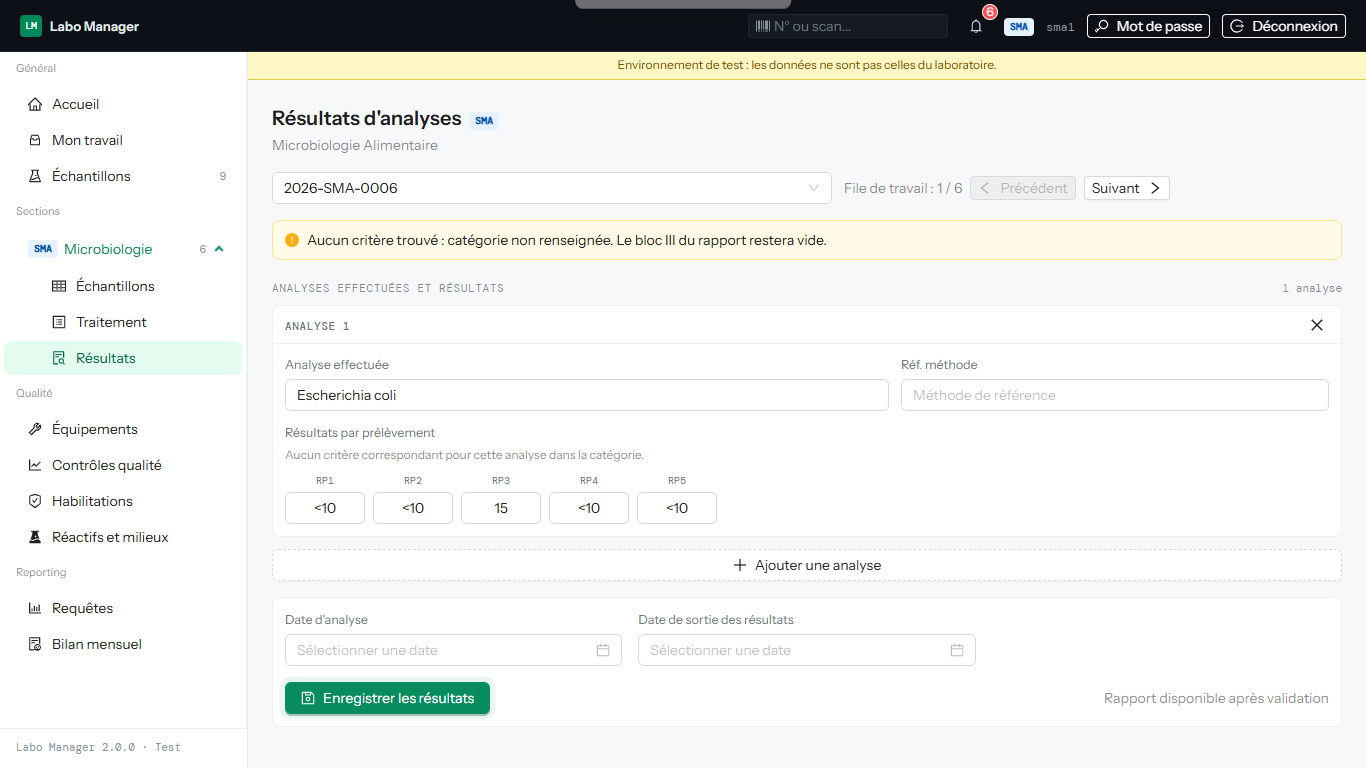 LM Labo Manager
N° ou scan...
6
SMA
sma1
Mot de passe
Déconnexion
Environnement de test : les données ne sont pas celles du laboratoire.
Général
Accueil
Mon travail
Échantillons 9
Sections
SMA Microbiologie 6
Échantillons
Traitement
Résultats
Qualité
Équipements
Contrôles qualité
Habilitations
Réactifs et milieux
Reporting
Requêtes
Bilan mensuel
Labo Manager 2.0.0 · Test
Résultats d'analyses SMA
Microbiologie Alimentaire
2026-SMA-0006
File de travail : 1 / 6
Précédent
Suivant
Aucun critère trouvé : catégorie non renseignée. Le bloc III du rapport restera vide.
ANALYSES EFFECTUÉES ET RÉSULTATS
1 analyse
ANALYSE 1
Analyse effectuée
Réf. méthode
Escherichia coli
Méthode de référence
Résultats par prélèvement
Aucun critère correspondant pour cette analyse dans la catégorie.
RP1 RP2 RP3 RP4 RP5
<10 <10 15 <10 <10
Ajouter une analyse
Date d'analyse
Date de sortie des résultats
Sélectionner une date
Sélectionner une date
Enregistrer les résultats
Rapport disponible après validation